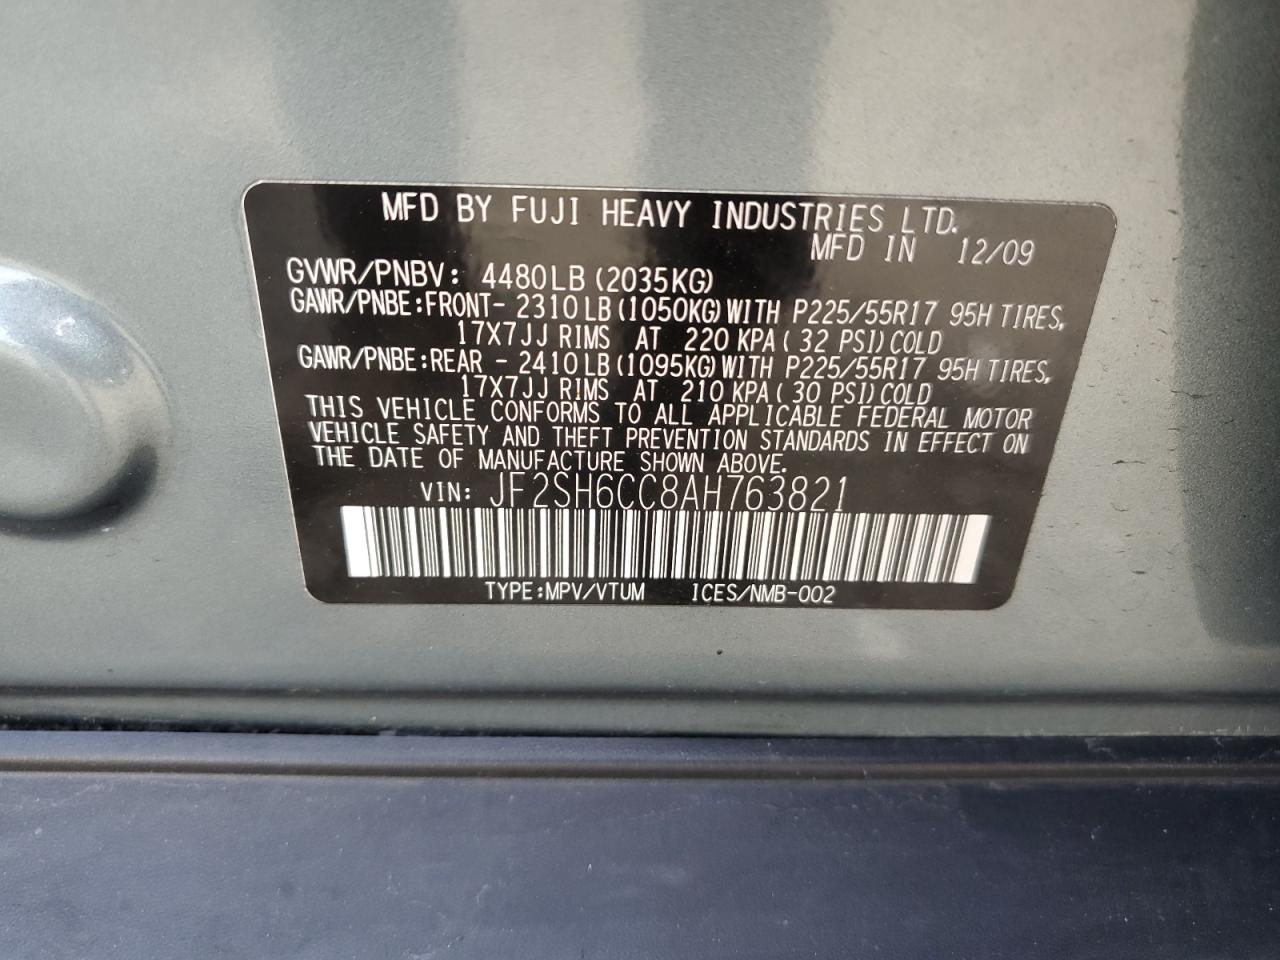 MFD BY FUJI HEAVY INDUSTRIES LTD.
MFD IN 12/09
GVWR/PNBV: 4480LB (2035KG)
GAWR/PNBE:FRONT- 2310LB(1050KG)WITH P225/55R17 95H TIRES,
17X7JJ RIMS AT 220 KPA( 32 PSI)COLD
GAWR/PNBE:REAR - 2410LB(1095KG)WITH P225/55R17 95H TIRES,
17X7JJ RIMS AT 210 KPA( 30 PSI)COLD
THIS VEHICLE CONFORMS TO ALL APPLICABLE FEDERAL MOTOR
VEHICLE SAFETY AND THEFT PREVENTION STANDARDS IN EFFECT ON
THE DATE OF MANUFACTURE SHOWN ABOVE.
VIN: JF2SH6CC8AH763821
TYPE:MPV/VTUM ICES/NMB-002